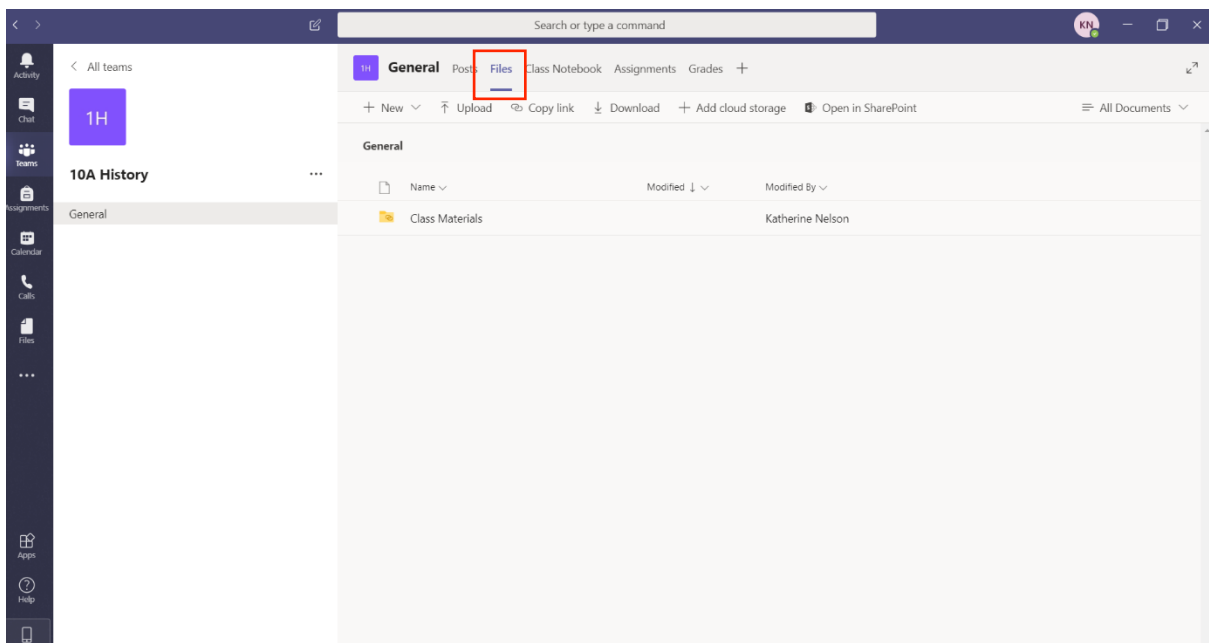 Search or type a command
KN
Activity
Chat
Teams
Assignments
Calendar
Calls
Files
Apps
Help
All teams
1H
10A History
General
1H General Posts Files Class Notebook Assignments Grades
New Upload Copy link Download Add cloud storage Open in SharePoint All Documents
General
Name Modified Modified By
Class Materials Katherine Nelson